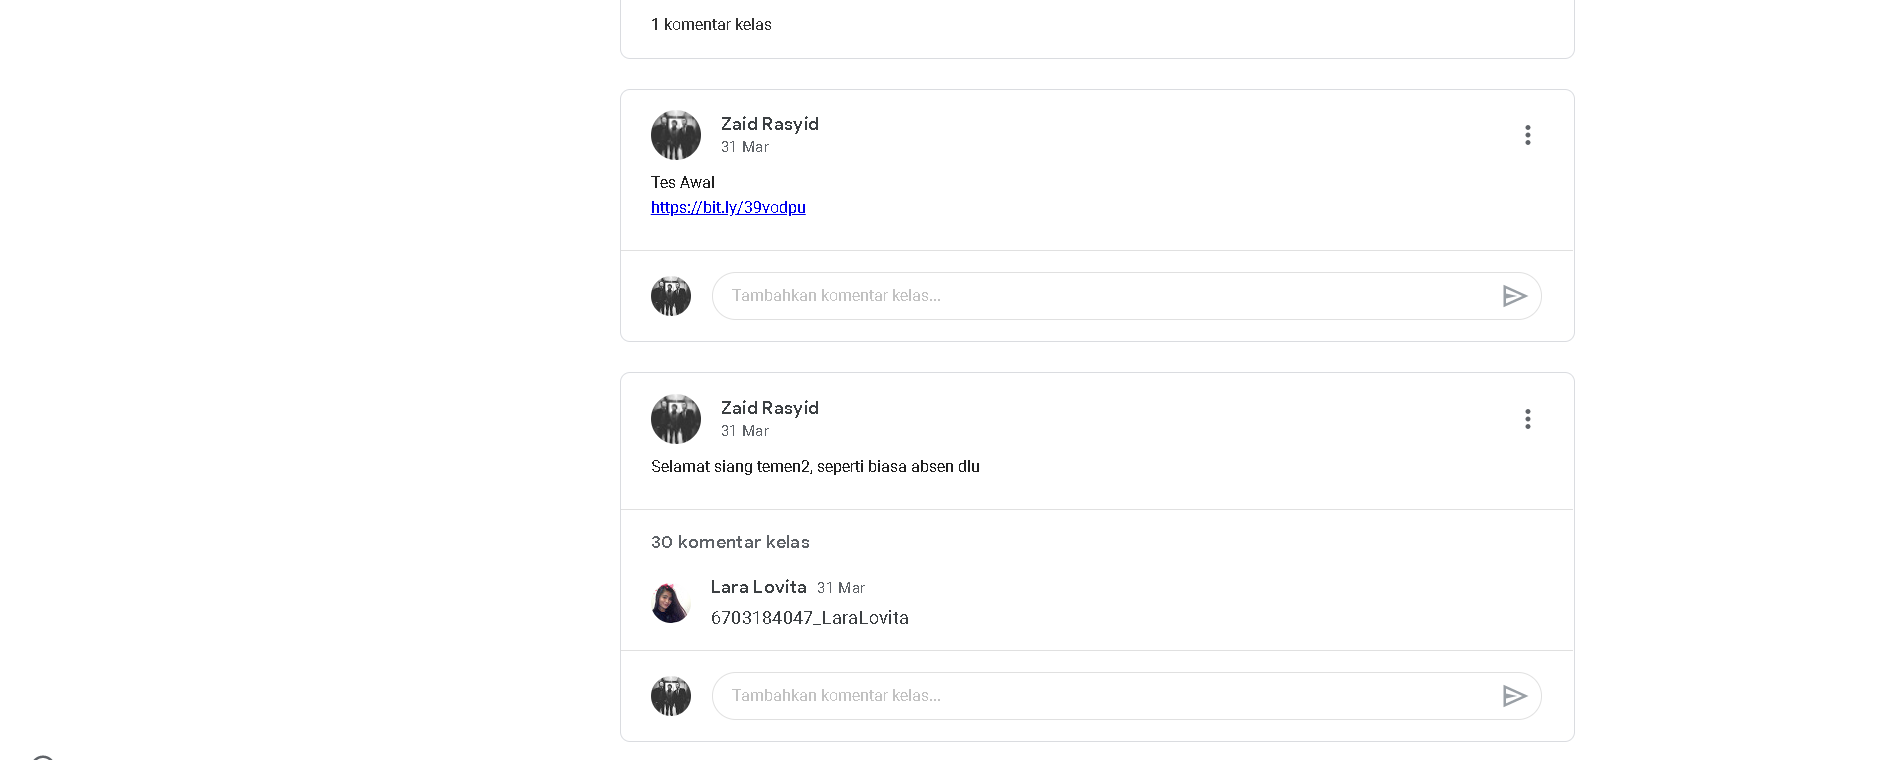 1 komentar kelas
Zaid Rasyid
31 Mar
Tes Awal
https://bit.ly/39vodpu
Tambahkan komentar kelas...
Zaid Rasyid
31 Mar
Selamat siang temen2, seperti biasa absen dlu
30 komentar kelas
Lara Lovita 31 Mar
6703184047_LaraLovita
Tambahkan komentar kelas...